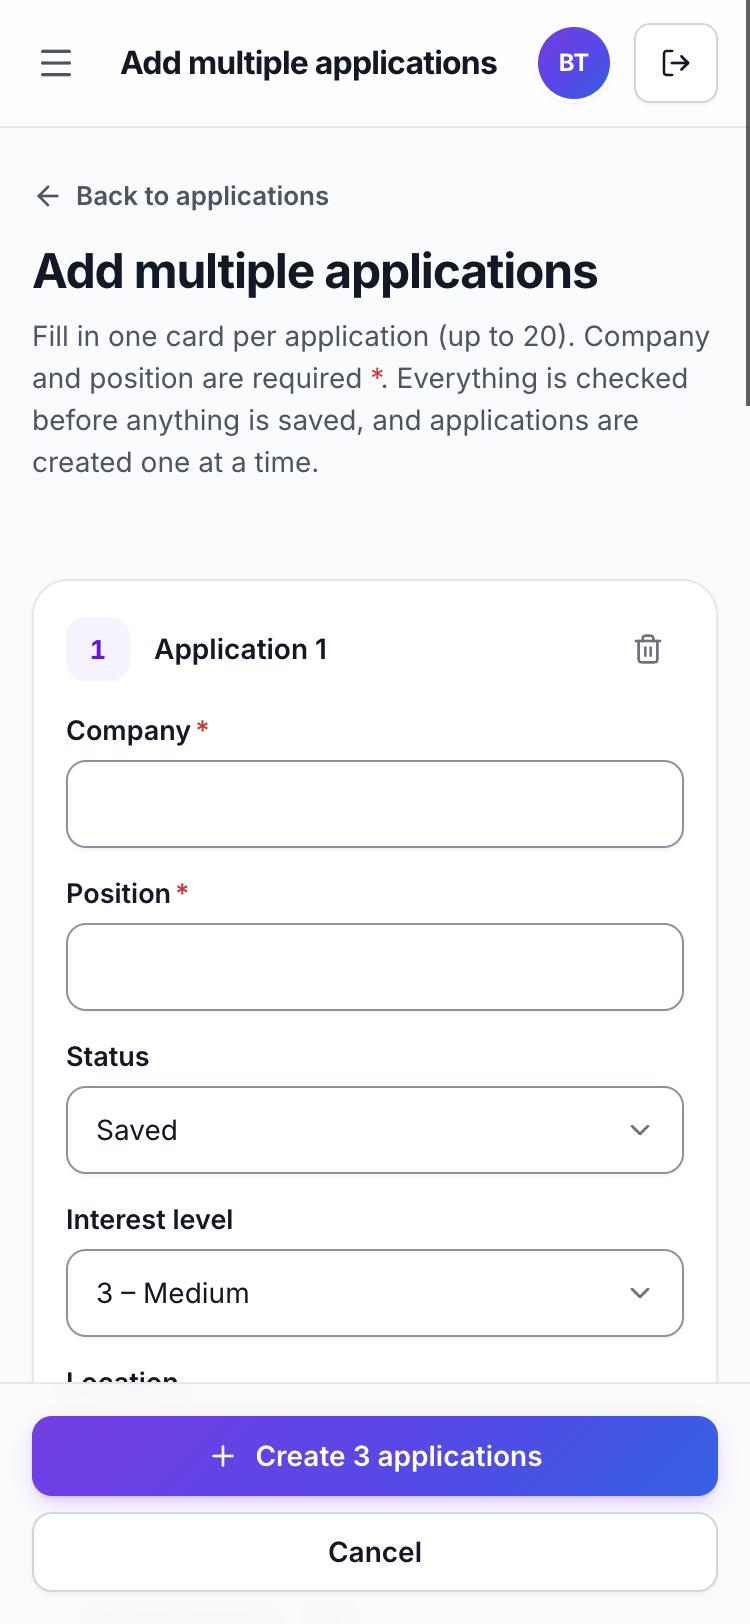 Add multiple applications
BT
Back to applications
Add multiple applications
Fill in one card per application (up to 20). Company
and position are required *. Everything is checked
before anything is saved, and applications are
created one at a time.
1
Application 1
Company *
Position *
Status
Saved
Interest level
3 – Medium
Location
Create 3 applications
Cancel